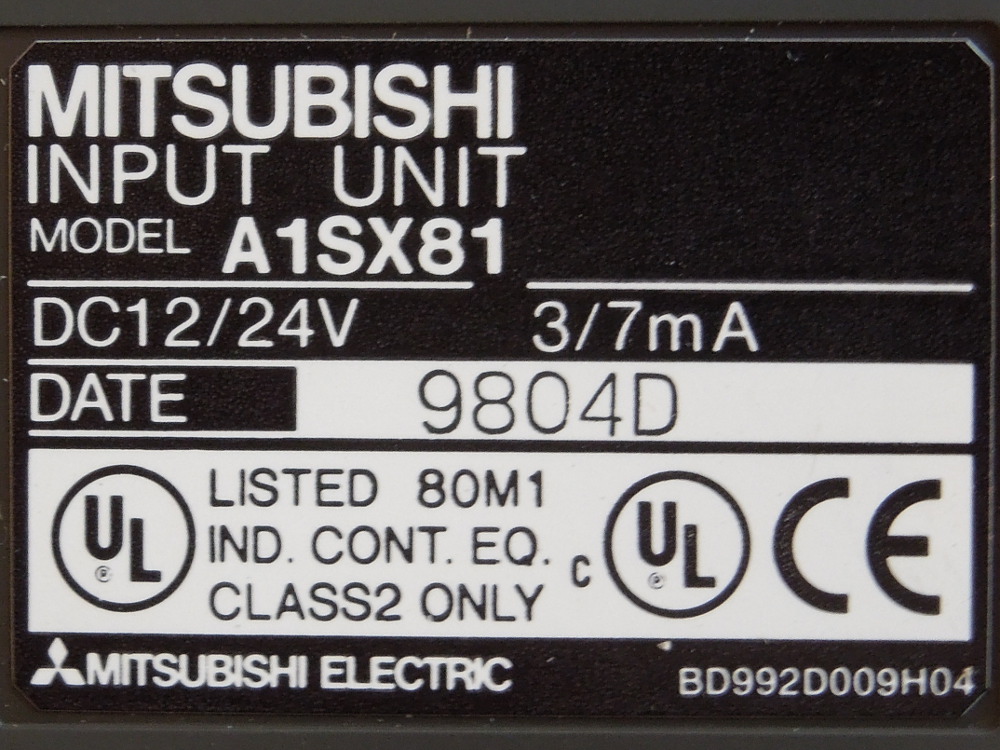 MITSUBISHI
INPUT UNIT
MODEL A1SX81
DC12/24V 3/7mA
DATE 9804D
UL ® LISTED 80M1
IND. CONT. EQ.
CLASS2 ONLY
C UL ® CE
MITSUBISHI ELECTRIC BD992D009H04